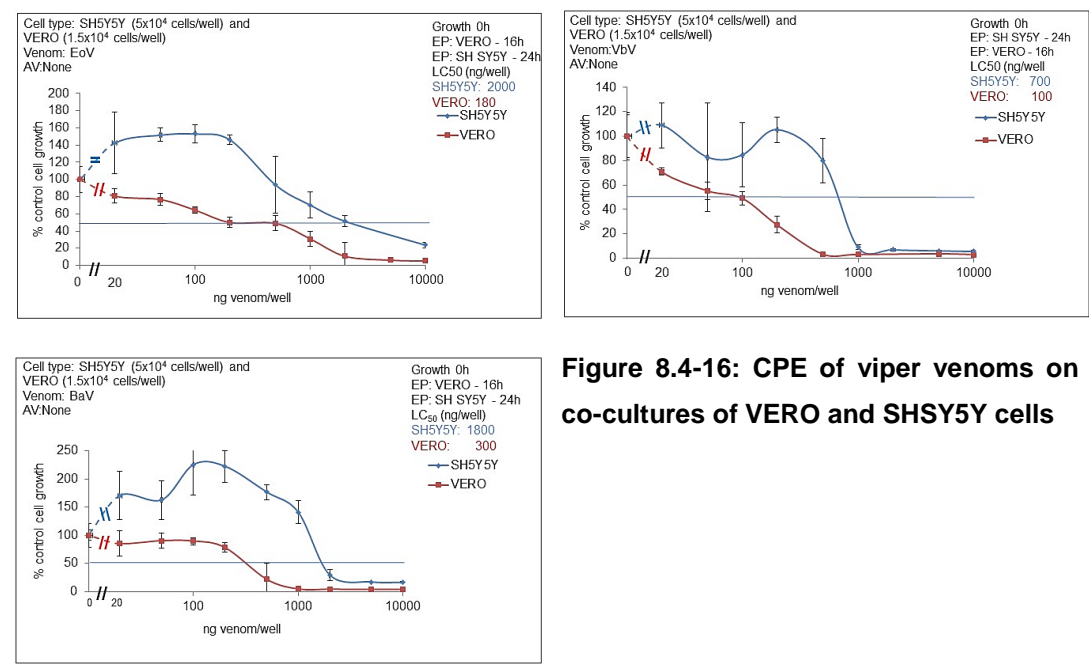 Cell type: SH5Y5Y (5x10⁴ cells/well) and
VERO (1.5x10⁴ cells/well)
Venom: EoV
AV:None
Growth 0h
EP: VERO - 16h
EP: SH SY5Y - 24h
LC50 (ng/well)
SH5Y5Y: 2000
VERO: 180
SH5Y5Y
VERO
% control cell growth
200
180
160
140
120
100
80
60
40
20
0
0 // 20 100 1000 10000
ng venom/well
Cell type: SH5Y5Y (5x10⁴ cells/well) and
VERO (1.5x10⁴ cells/well)
Venom:VbV
AV:None
Growth 0h
EP: SH SY5Y - 24h
EP: VERO - 16h
LC50 (ng/well
SH5Y5Y: 700
VERO: 100
SH5Y5Y
VERO
% control cell growth
140
120
100
80
60
40
20
0
0 // 20 100 1000 10000
ng venom/well
Cell type: SH5Y5Y (5x10⁴ cells/well) and
VERO (1.5x10⁴ cells/well)
Venom: BaV
AV:None
Growth 0h
EP: VERO - 16h
EP: SH SY5Y - 24h
LC₅₀ (ng/well)
SH5Y5Y: 1800
VERO: 300
SH5Y5Y
VERO
% control cell growth
250
200
150
100
50
0
0 // 20 100 1000 10000
ng venom/well
Figure 8.4-16: CPE of viper venoms on
co-cultures of VERO and SHSY5Y cells